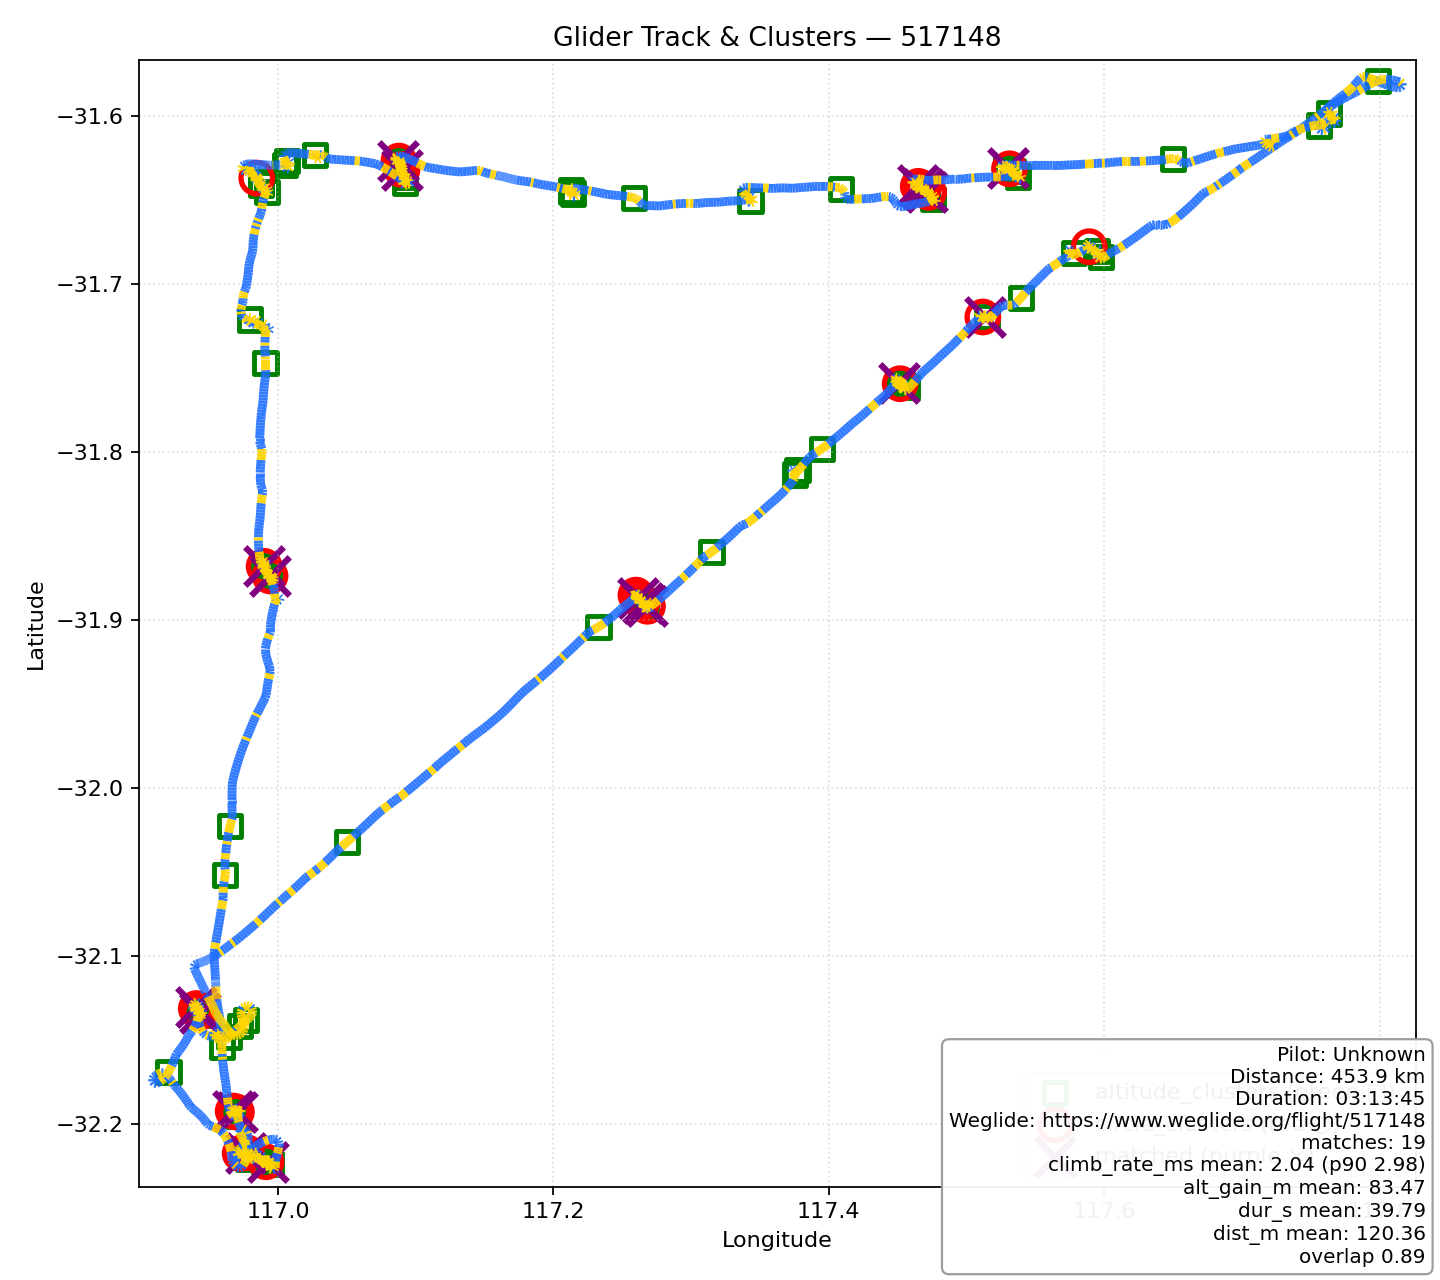 Glider Track & Clusters — 517148
−31.6
−31.7
−31.8
−31.9
−32.0
−32.1
−32.2
Latitude
117.0
117.2
117.4
117.6
Longitude
altitude_clusters
matched (purple
Pilot: Unknown
Distance: 453.9 km
Duration: 03:13:45
Weglide: https://www.weglide.org/flight/517148
matches: 19
climb_rate_ms mean: 2.04 (p90 2.98)
alt_gain_m mean: 83.47
dur_s mean: 39.79
dist_m mean: 120.36
overlap 0.89